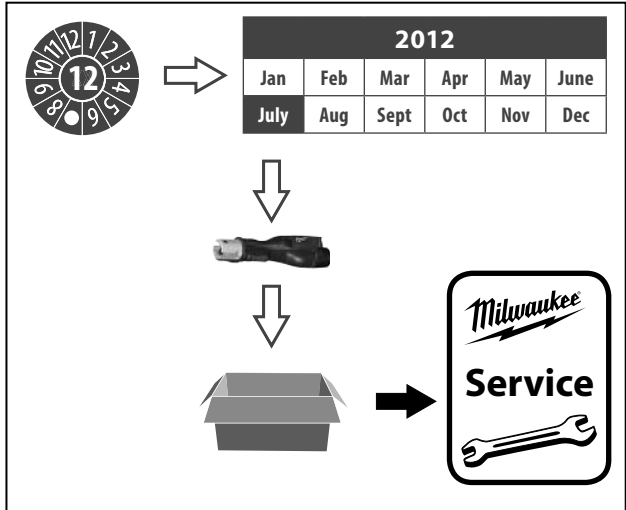 12 1 2 3 4 5 6 8 9 10 11
12
2012
Jan Feb Mar Apr May June
July Aug Sept Oct Nov Dec
Milwaukee
Service